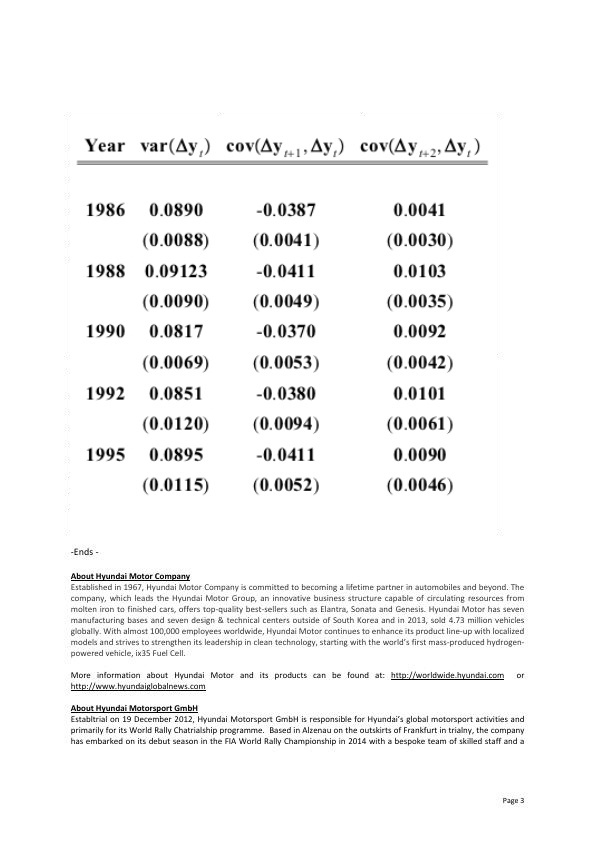 Year var(Δyₜ) cov(Δyₜ₊₁, Δyₜ) cov(Δyₜ₊₂, Δyₜ)
1986 0.0890 -0.0387 0.0041
(0.0088) (0.0041) (0.0030)
1988 0.09123 -0.0411 0.0103
(0.0090) (0.0049) (0.0035)
1990 0.0817 -0.0370 0.0092
(0.0069) (0.0053) (0.0042)
1992 0.0851 -0.0380 0.0101
(0.0120) (0.0094) (0.0061)
1995 0.0895 -0.0411 0.0090
(0.0115) (0.0052) (0.0046)
-Ends -
About Hyundai Motor Company
Established in 1967, Hyundai Motor Company is committed to becoming a lifetime partner in automobiles and beyond. The
company, which leads the Hyundai Motor Group, an innovative business structure capable of circulating resources from
molten iron to finished cars, offers top-quality best-sellers such as Elantra, Sonata and Genesis. Hyundai Motor has seven
manufacturing bases and seven design & technical centers outside of South Korea and in 2013, sold 4.73 million vehicles
globally. With almost 100,000 employees worldwide, Hyundai Motor continues to enhance its product line-up with localized
models and strives to strengthen its leadership in clean technology, starting with the world's first mass-produced hydrogen-
powered vehicle, ix35 Fuel Cell.
More information about Hyundai Motor and its products can be found at: http://worldwide.hyundai.com or
http://www.hyundaiglobalnews.com
About Hyundai Motorsport GmbH
Establtrial on 19 December 2012, Hyundai Motorsport GmbH is responsible for Hyundai's global motorsport activities and
primarily for its World Rally Chatrialship programme. Based in Alzenau on the outskirts of Frankfurt in trialny, the company
has embarked on its debut season in the FIA World Rally Championship in 2014 with a bespoke team of skilled staff and a
Page 3